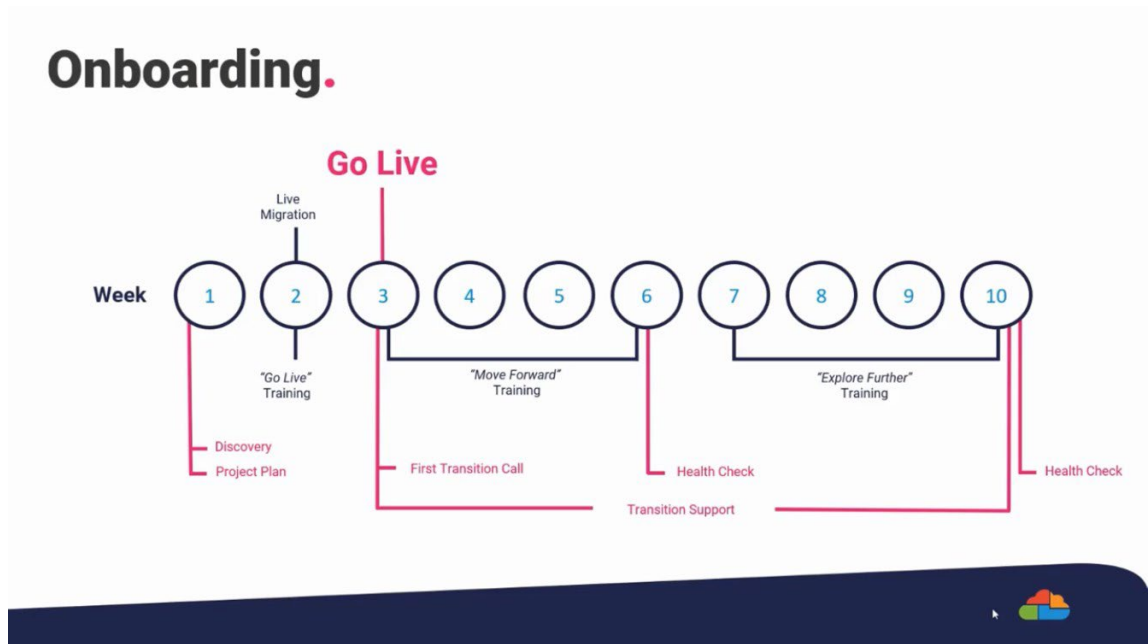 Onboarding.
Go Live
Live
Migration
Week
1
2
3
4
5
6
7
8
9
10
"Go Live"
Training
"Move Forward"
Training
"Explore Further"
Training
Discovery
Project Plan
First Transition Call
Health Check
Health Check
Transition Support